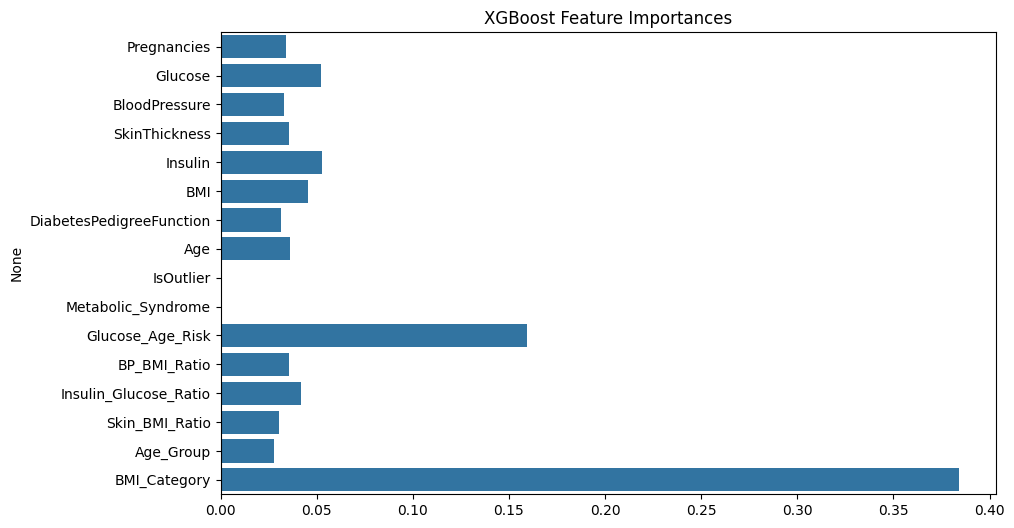 XGBoost Feature Importances
Pregnancies
Glucose
BloodPressure
SkinThickness
Insulin
BMI
DiabetesPedigreeFunction
Age
None
IsOutlier
Metabolic_Syndrome
Glucose_Age_Risk
BP_BMI_Ratio
Insulin_Glucose_Ratio
Skin_BMI_Ratio
Age_Group
BMI_Category
0.00 0.05 0.10 0.15 0.20 0.25 0.30 0.35 0.40